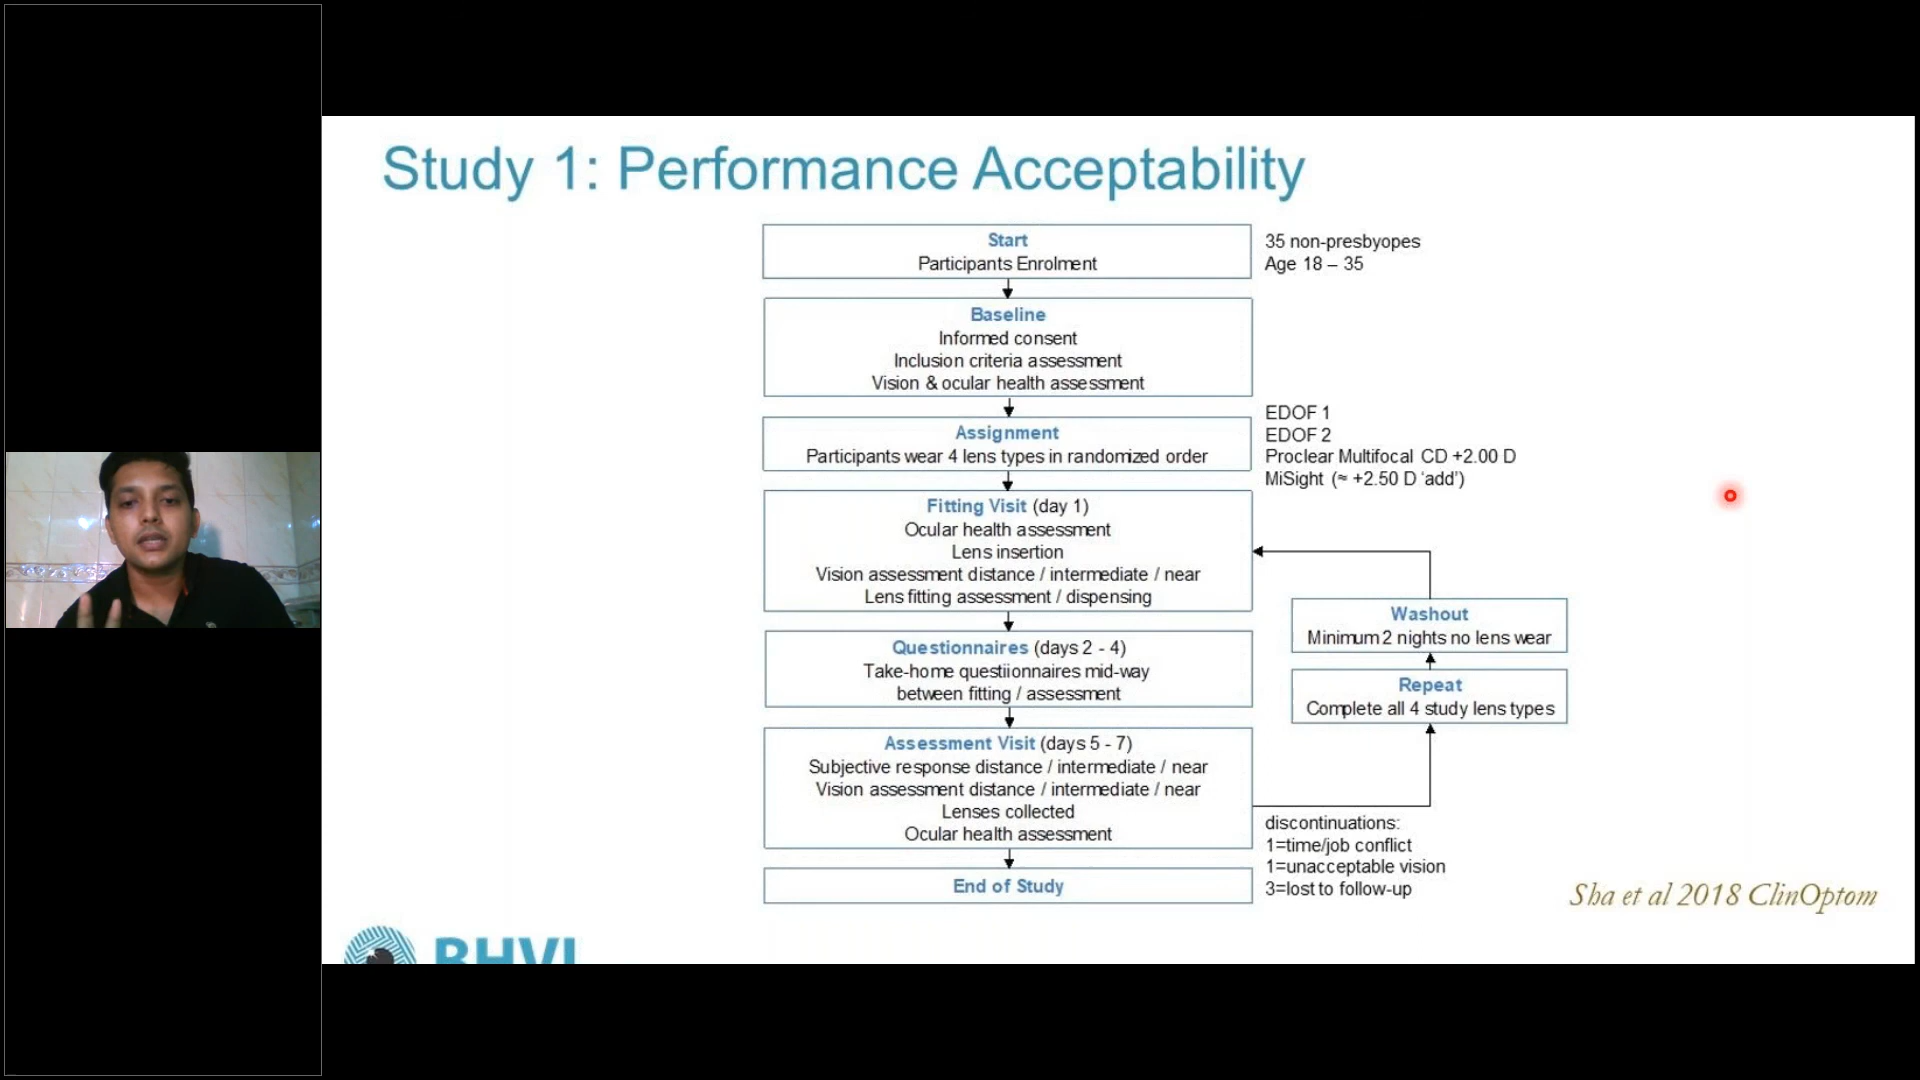 Study 1: Performance Acceptability
Start
Participants Enrolment
35 non-presbyopes
Age 18 – 35
Baseline
Informed consent
Inclusion criteria assessment
Vision & ocular health assessment
Assignment
Participants wear 4 lens types in randomized order
EDOF 1
EDOF 2
Proclear Multifocal CD +2.00 D
MiSight (≈ +2.50 D ‘add’)
Fitting Visit (day 1)
Ocular health assessment
Lens insertion
Vision assessment distance / intermediate / near
Lens fitting assessment / dispensing
Washout
Minimum 2 nights no lens wear
Repeat
Complete all 4 study lens types
Questionnaires (days 2 - 4)
Take-home questiionnaires mid-way
between fitting / assessment
Assessment Visit (days 5 - 7)
Subjective response distance / intermediate / near
Vision assessment distance / intermediate / near
Lenses collected
Ocular health assessment
discontinuations:
1=time/job conflict
1=unacceptable vision
3=lost to follow-up
End of Study
Sha et al 2018 ClinOptom
BHVI